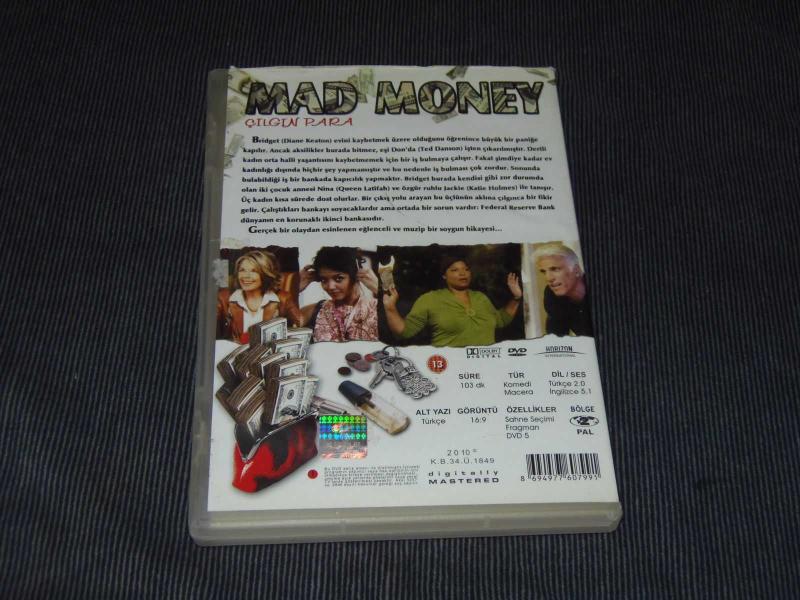 MAD MONEY
ÇILGIN PARA
Bridget (Diane Keaton) evini kaybetmek üzere olduğunu öğrenince büyük bir paniğe
kapılır. Ancak aksilikler burada bitmez, eşi Don'da (Ted Danson) işten çıkarılmıştır. Dertli
kadın orta halli yaşantısını kaybetmemek için bir iş bulmaya çalışır. Fakat şimdiye kadar ev
kadınlığı dışında hiçbir şey yapmamıştır ve bu nedenle iş bulması çok zordur. Sonunda
bulabildiği iş bir bankada kapıcılık yapmaktır. Bridget burada kendisi gibi zor durumda
olan iki çocuk annesi Nina (Queen Latifah) ve özgür ruhlu Jackie (Katie Holmes) ile tanışır.
Üç kadın kısa sürede dost olurlar. Bir çıkış yolu arayan bu üçlünün aklına çılgınca bir fikir
gelir. Çalıştıkları bankayı soyacaklardır ama ortada bir sorun vardır: Federal Reserve Bank
dünyanın en korunaklı ikinci bankasıdır.
Gerçek bir olaydan esinlenen eğlenceli ve muzip bir soygun hikayesi...
13
DOLBY
DIGITAL
DVD
HORIZON
INTERNATIONAL
SÜRE
103 dk
TÜR
Komedi
Macera
DİL / SES
Türkçe 2.0
İngilizce 5.1
ALT YAZI
Türkçe
GÖRÜNTÜ
16:9
ÖZELLİKLER
Sahne Seçimi
Fragman
DVD 5
BÖLGE
2
PAL
2010
K.B.34.Ü.1849
digitally
MASTERED
8 694977 607995